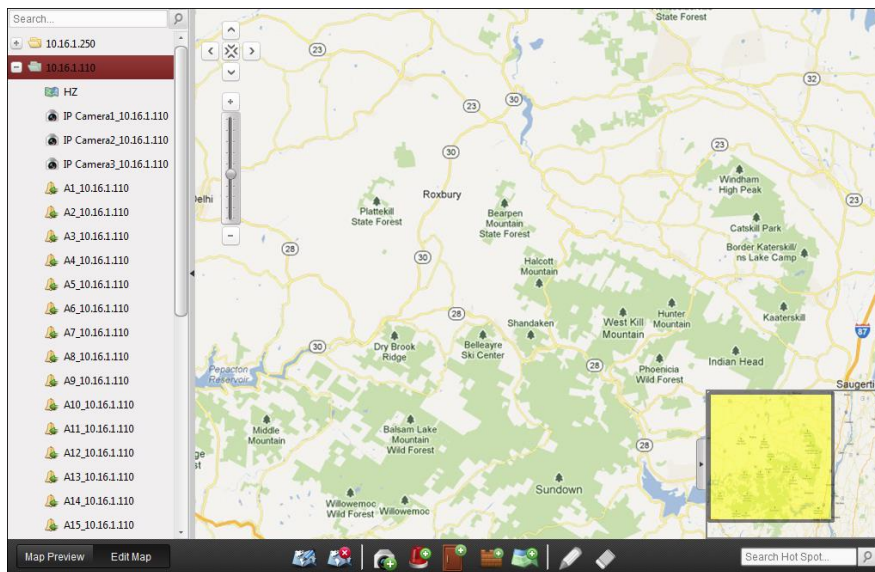 Search...
10.16.1.250
10.16.1.110
HZ
IP Camera1_10.16.1.110
IP Camera2_10.16.1.110
IP Camera3_10.16.1.110
A1_10.16.1.110
A2_10.16.1.110
A3_10.16.1.110
A4_10.16.1.110
A5_10.16.1.110
A6_10.16.1.110
A7_10.16.1.110
A8_10.16.1.110
A9_10.16.1.110
A10_10.16.1.110
A11_10.16.1.110
A12_10.16.1.110
A13_10.16.1.110
A14_10.16.1.110
A15_10.16.1.110
State Forest
23
32
30
23
23
30
Windham
High Peak
elhi
Roxbury
23
Plattekill
State Forest
Bearpen
Mountain
State Forest
Catskill Park
28
30
Border Katerskill/
ns Lake Camp
Halcott
Mountain
28
Shandaken
West Kill
Mountain
Hunter
Mountain
Kaaterskill
87
30
Dry Brook
Ridge
Belleayre
Ski Center
28
Phoenicia
Wild Forest
Indian Head
Pepacton
Reservoir
Saugerti
Middle
Mountain
Balsam Lake
Mountain
Wild Forest
28
ge
st
Sundown
Willowemoc
Wild Forest
Willowemoc
Map Preview
Edit Map
Search Hot Spot...